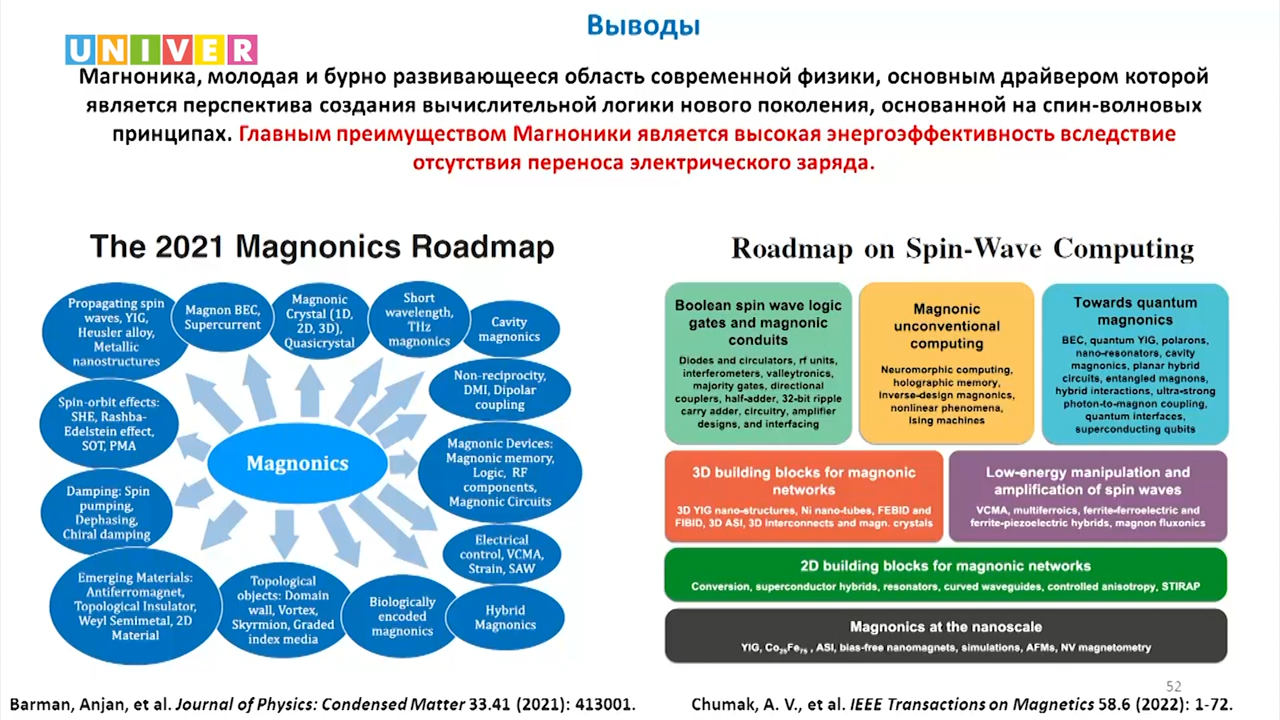 Выводы
UNIVER
Магноника, молодая и бурно развивающееся область современной физики, основным драйвером которой
является перспектива создания вычислительной логики нового поколения, основанной на спин-волновых
принципах. Главным преимуществом Магноники является высокая энергоэффективность вследствие
отсутствия переноса электрического заряда.
The 2021 Magnonics Roadmap
Propagating spin
waves, YIG,
Heusler alloy,
Metallic
nanostructures
Magnon BEC,
Supercurrent
Magnonic
Crystal (1D,
2D, 3D),
Quasicrystal
Short
wavelength,
THz
magnonics
Cavity
magnonics
Non-reciprocity,
DMI, Dipolar
coupling
Spin-orbit effects:
SHE, Rashba-
Edelstein effect,
SOT, PMA
Magnonics
Magnonic Devices:
Magnonic memory,
Logic, RF
components,
Magnonic Circuits
Damping: Spin
pumping,
Dephasing,
Chiral damping
Electrical
control, VCMA,
Strain, SAW
Emerging Materials:
Antiferromagnet,
Topological Insulator,
Weyl Semimetal, 2D
Material
Topological
objects: Domain
wall, Vortex,
Skyrmion, Graded
index media
Biologically
encoded
magnonics
Hybrid
Magnonics
Barman, Anjan, et al. Journal of Physics: Condensed Matter 33.41 (2021): 413001.
Roadmap on Spin-Wave Computing
Boolean spin wave logic
gates and magnonic
conduits
Diodes and circulators, rf units,
interferometers, valleytronics,
majority gates, directional
couplers, half-adder, 32-bit ripple
carry adder, circuitry, amplifier
designs, and interfacing
Magnonic
unconventional
computing
Neuromorphic computing,
holographic memory,
inverse-design magnonics,
nonlinear phenomena,
Ising machines
Towards quantum
magnonics
BEC, quantum YIG, polarons,
nano-resonators, cavity
magnonics, planar hybrid
circuits, entangled magnons,
hybrid interactions, ultra-strong
photon-to-magnon coupling,
quantum interfaces,
superconducting qubits
3D building blocks for magnonic
networks
3D YIG nano-structures, Ni nano-tubes, FEBID and
FIBID, 3D ASI, 3D interconnects and magn. crystals
Low-energy manipulation and
amplification of spin waves
VCMA, multiferroics, ferrite-ferroelectric and
ferrite-piezoelectric hybrids, magnon fluxonics
2D building blocks for magnonic networks
Conversion, superconductor hybrids, resonators, curved waveguides, controlled anisotropy, STIRAP
Magnonics at the nanoscale
YIG, Co₂₅Fe₇₅ , ASI, bias-free nanomagnets, simulations, AFMs, NV magnetometry
52
Chumak, A. V., et al. IEEE Transactions on Magnetics 58.6 (2022): 1-72.